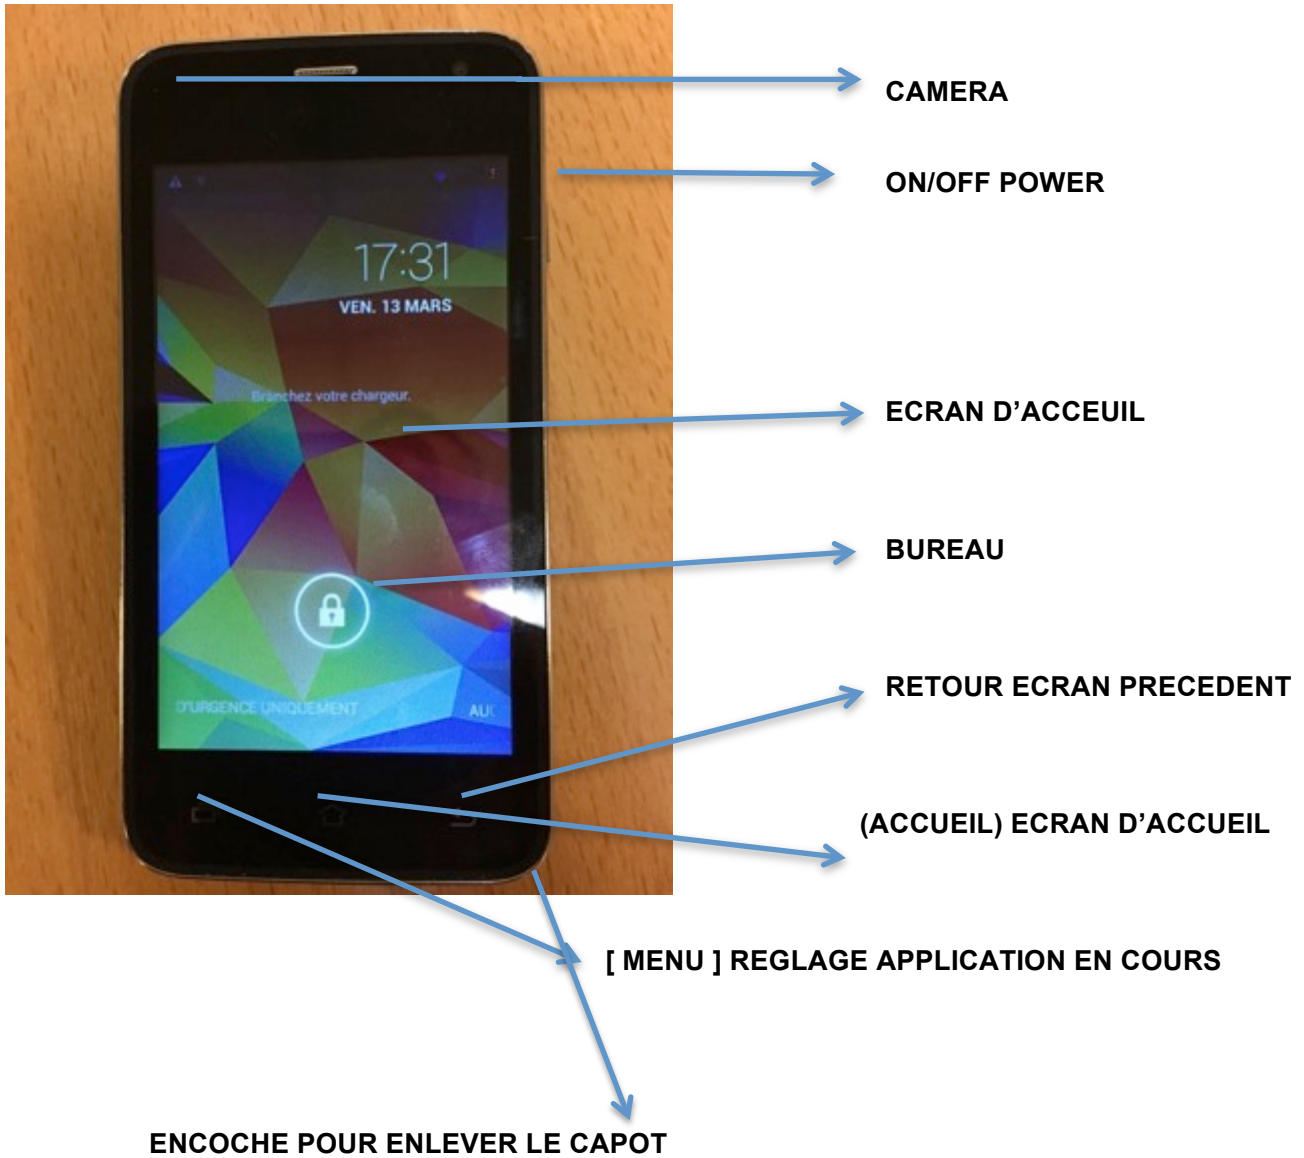 CAMERA
ON/OFF POWER
17:31
VEN. 13 MARS
Branchez votre chargeur.
ECRAN D’ACCEUIL
BUREAU
RETOUR ECRAN PRECEDENT
D'URGENCE UNIQUEMENT
(ACCUEIL) ECRAN D’ACCUEIL
[ MENU ] REGLAGE APPLICATION EN COURS
ENCOCHE POUR ENLEVER LE CAPOT